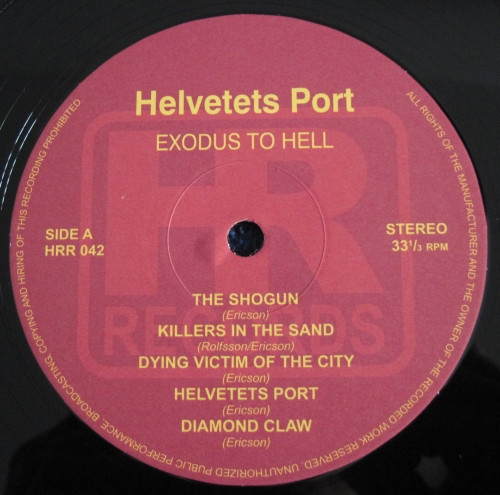 Helvetets Port
EXODUS TO HELL
HR
RECORDS
SIDE A
HRR 042
STEREO
33 1/3 RPM
THE SHOGUN
(Ericson)
KILLERS IN THE SAND
(Rolfsson/Ericson)
DYING VICTIM OF THE CITY
(Ericson)
HELVETETS PORT
(Ericson)
DIAMOND CLAW
(Ericson)
ALL RIGHTS OF THE MANUFACTURER AND THE OWNER OF THE RECORDED WORK RESERVED. UNAUTHORIZED PUBLIC PERFORMANCE, BROADCASTING, COPYING AND HIRING OF THIS RECORDING PROHIBITED